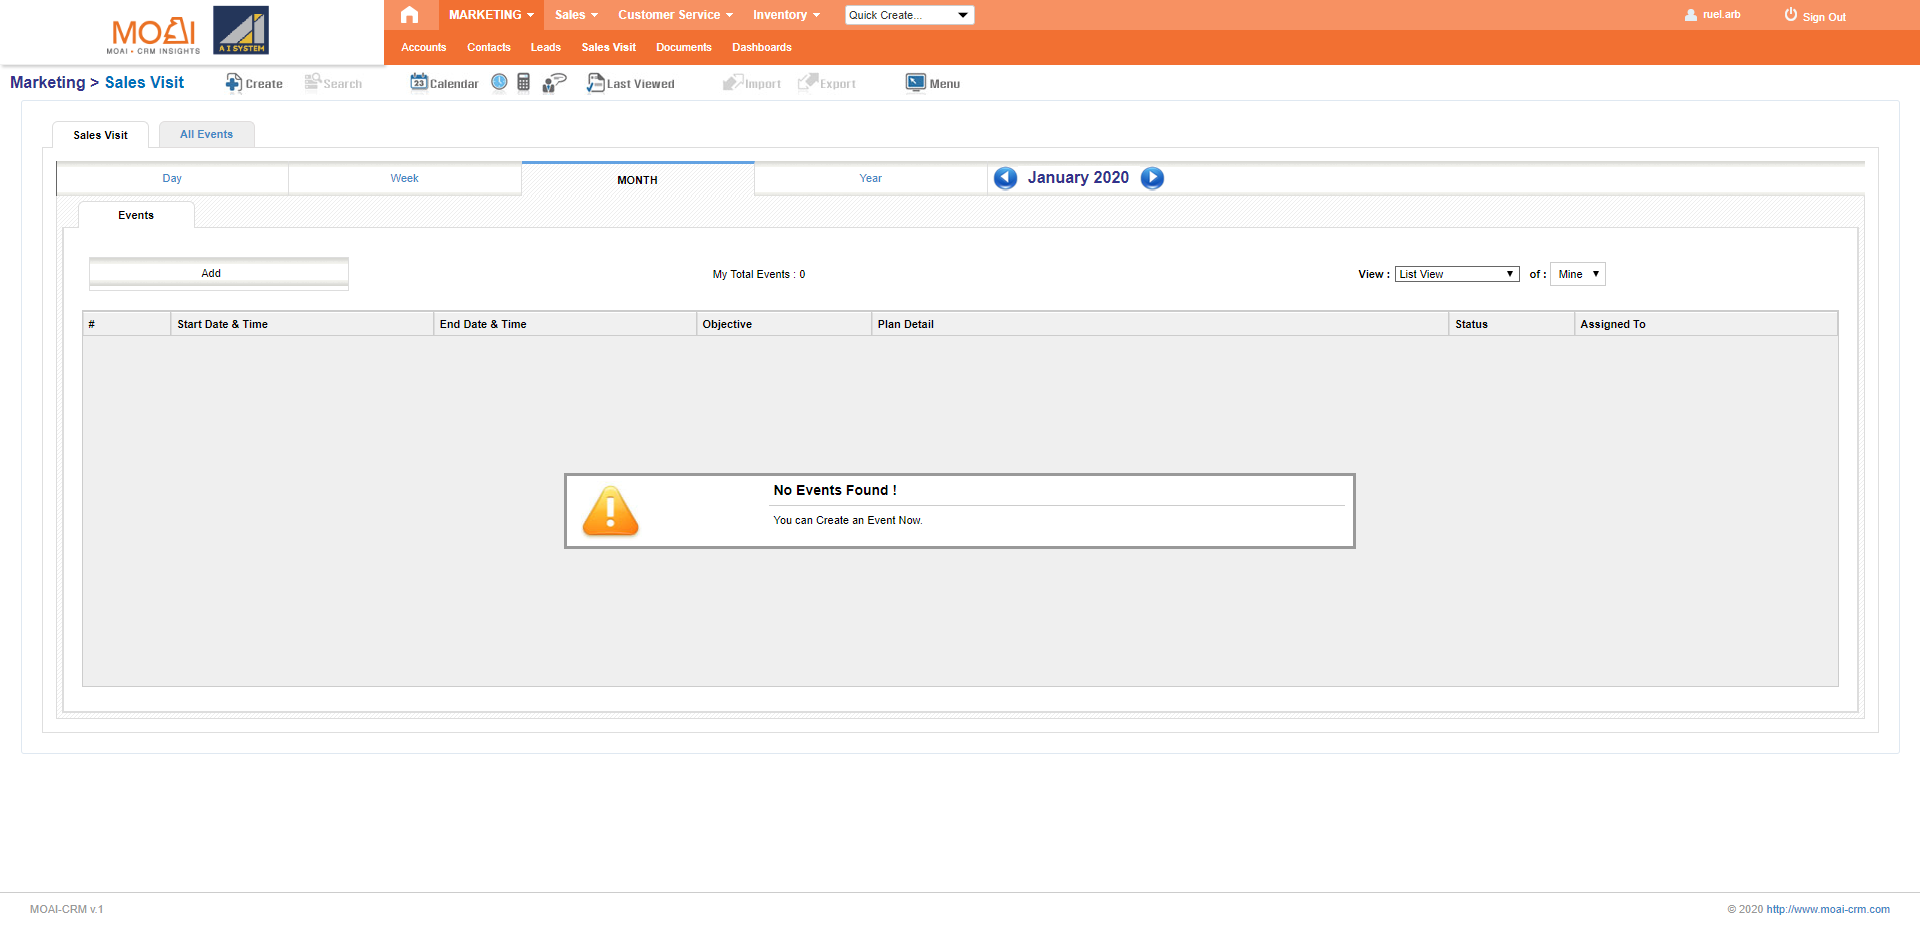 MOAI
MOAI • CRM INSIGHTS
A I SYSTEM
MARKETING Sales Customer Service Inventory Quick Create... ruel.arb Sign Out
Accounts Contacts Leads Sales Visit Documents Dashboards
Marketing > Sales Visit Create Search 23 Calendar Last Viewed Import Export Menu
Sales Visit All Events
Day Week MONTH Year January 2020
Events
Add My Total Events : 0 View : List View of : Mine
# Start Date & Time End Date & Time Objective Plan Detail Status Assigned To
No Events Found !
You can Create an Event Now.
MOAI-CRM v.1 © 2020 http://www.moai-crm.com